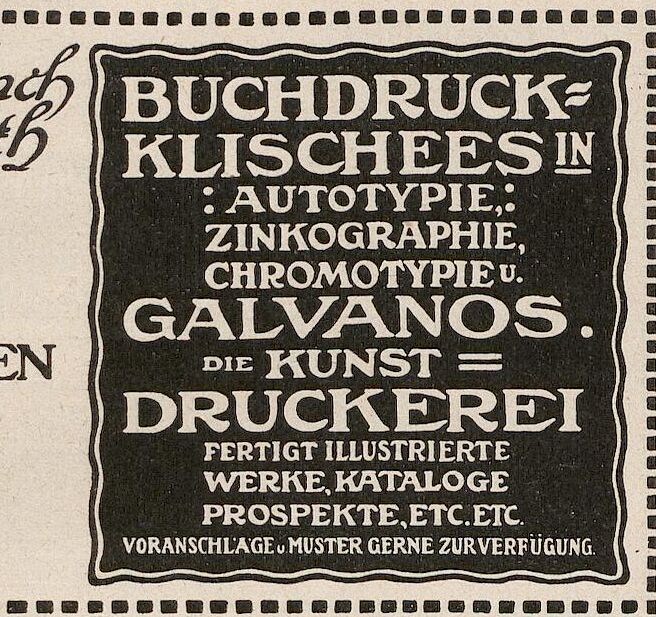 EN
BUCHDRUCK=
KLISCHEES IN
: AUTOTYPIE, :
ZINKOGRAPHIE,
CHROMOTYPIE U.
GALVANOS.
DIE KUNST =
DRUCKEREI
FERTIGT ILLUSTRIERTE
WERKE, KATALOGE
PROSPEKTE, ETC. ETC.
VORANSCHLÄGE u MUSTER GERNE ZUR VERFÜGUNG.